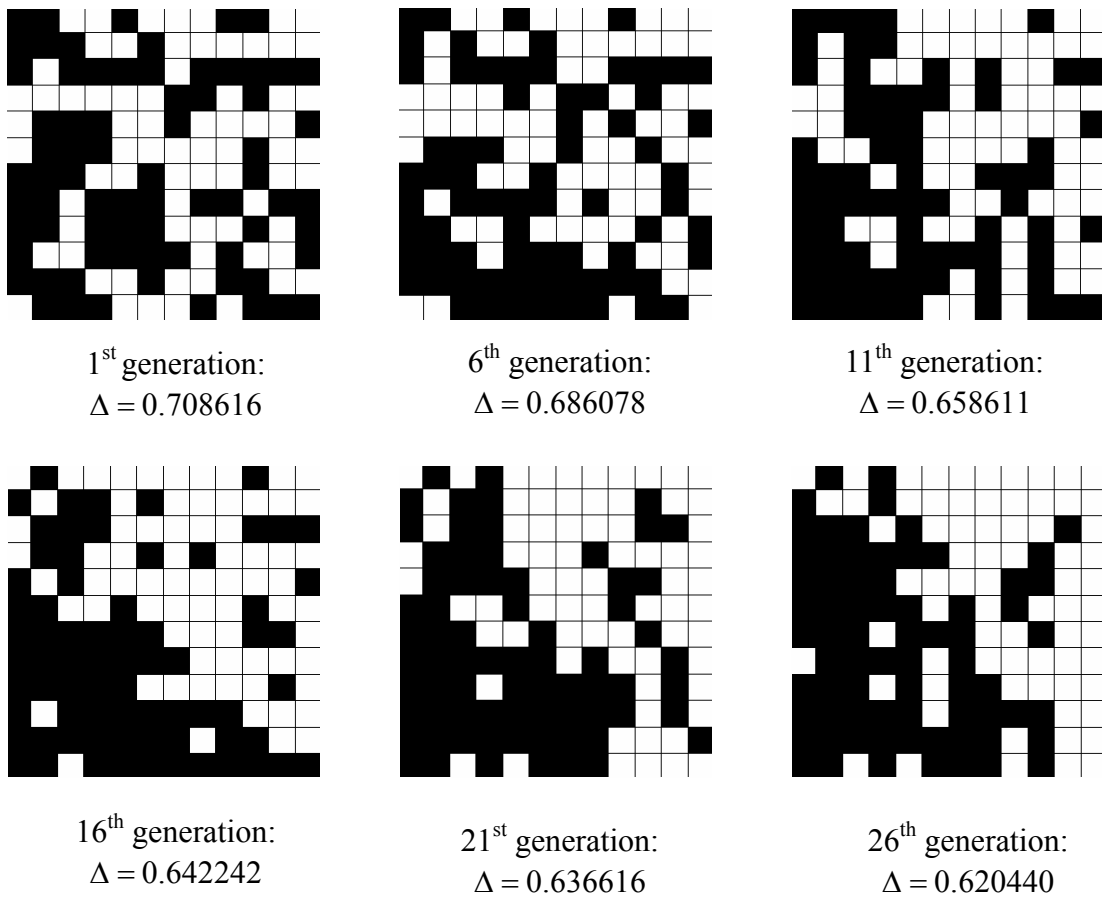 1st generation:
Δ = 0.708616
6th generation:
Δ = 0.686078
11th generation:
Δ = 0.658611
16th generation:
Δ = 0.642242
21st generation:
Δ = 0.636616
26th generation:
Δ = 0.620440